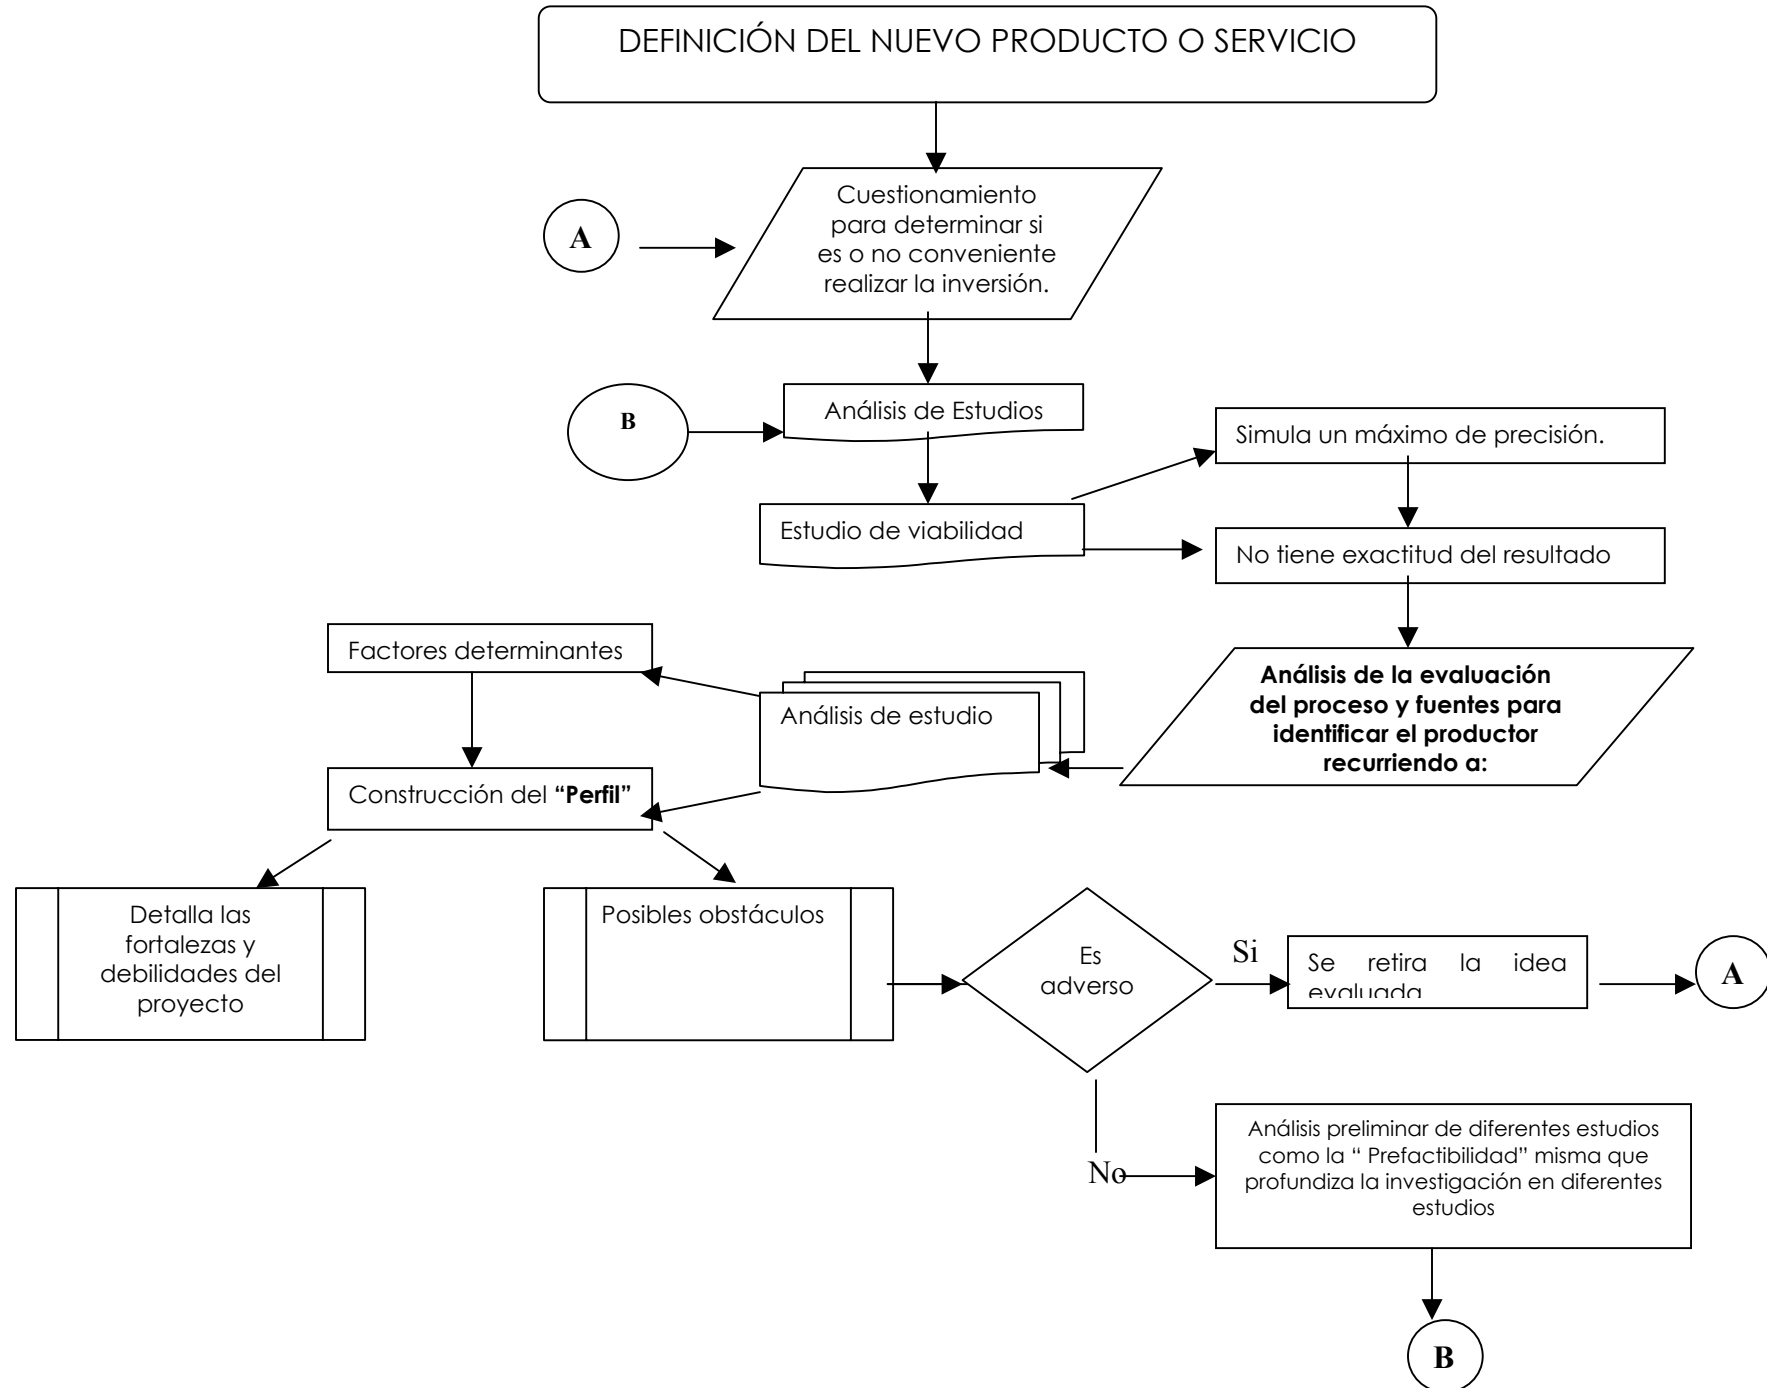 DEFINICIÓN DEL NUEVO PRODUCTO O SERVICIO
Cuestionamiento
para determinar si
es o no conveniente
realizar la inversión.
A
Análisis de Estudios
B
Simula un máximo de precisión.
Estudio de viabilidad
No tiene exactitud del resultado
Factores determinantes
Análisis de estudio
Análisis de la evaluación
del proceso y fuentes para
identificar el productor
recurriendo a:
Construcción del “Perfil”
Detalla las
fortalezas y
debilidades del
proyecto
Posibles obstáculos
Es
adverso
Si
Se retira la idea
evaluada
A
No
Análisis preliminar de diferentes estudios
como la “ Prefactibilidad” misma que
profundiza la investigación en diferentes
estudios
B